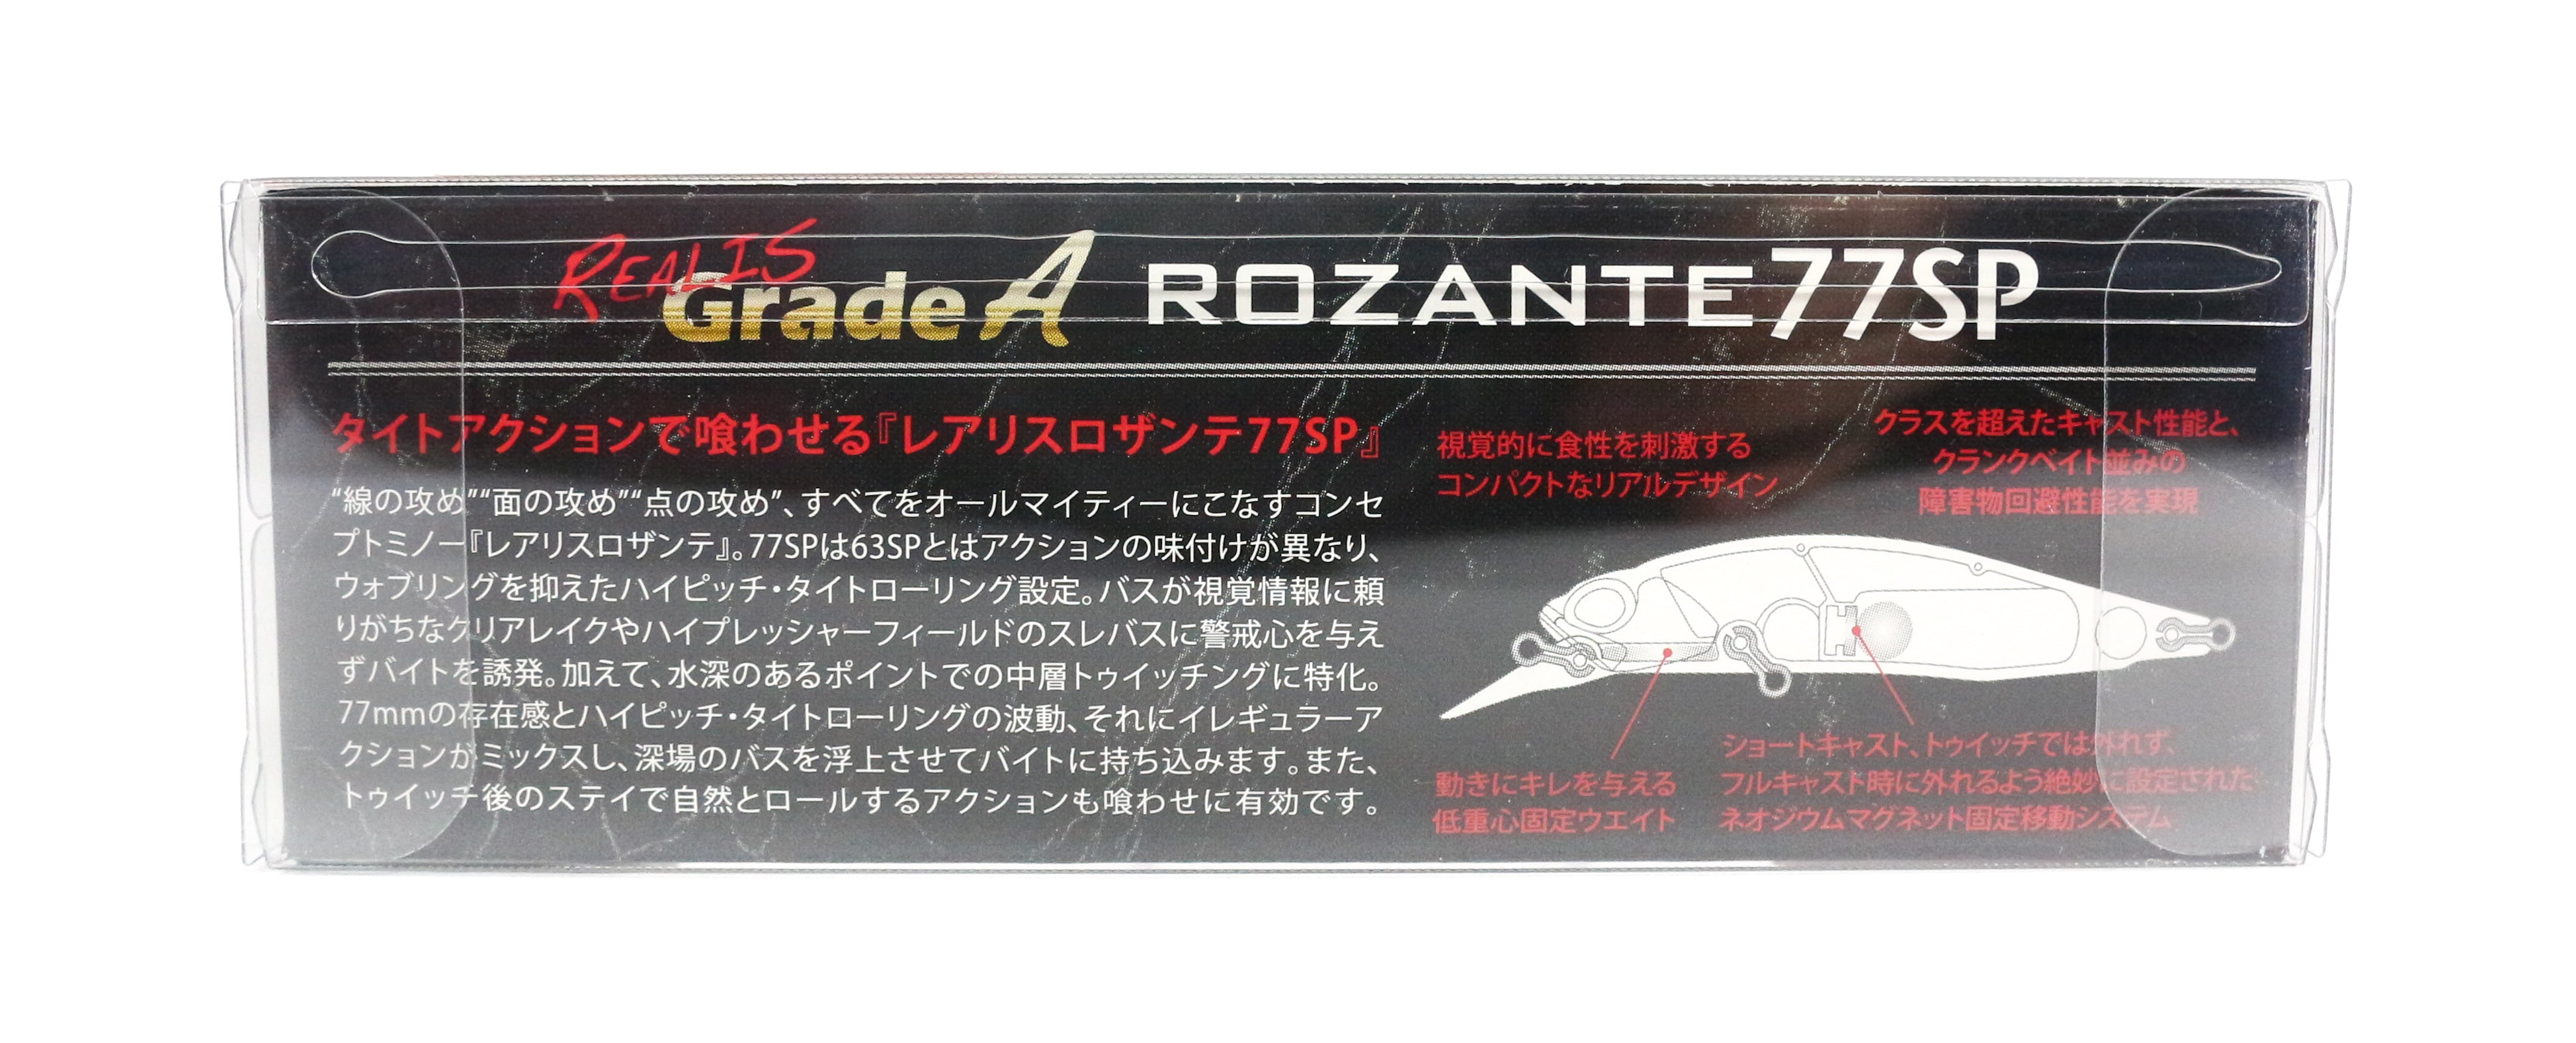 REALIS
Grade A ROZANTE 77SP
タイトアクションで喰わせる『レアリスロザンテ77SP』
“線の攻め”“面の攻め”“点の攻め”、すべてをオールマイティーにこなすコンセ
プトミノー『レアリスロザンテ』。77SPは63SPとはアクションの味付けが異なり、
ウォブリングを抑えたハイピッチ・タイトローリング設定。バスが視覚情報に頼
りがちなクリアレイクやハイプレッシャーフィールドのスレバスに警戒心を与え
ずバイトを誘発。加えて、水深のあるポイントでの中層トゥイッチングに特化。
77mmの存在感とハイピッチ・タイトローリングの波動、それにイレギュラーア
クションがミックスし、深場のバスを浮上させてバイトに持ち込みます。また、
トゥイッチ後のステイで自然とロールするアクションも喰わせに有効です。
視覚的に食性を刺激する
コンパクトなリアルデザイン
クラスを超えたキャスト性能と、
クランクベイト並みの
障害物回避性能を実現
動きにキレを与える
低重心固定ウエイト
ショートキャスト、トゥイッチでは外れず、
フルキャスト時に外れるよう絶妙に設定された
ネオジウムマグネット固定移動システム